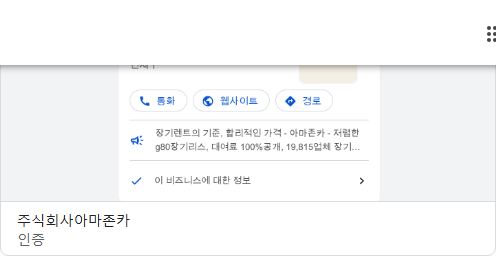 통화
웹사이트
경로
장기렌트의 기준, 합리적인 가격 - 아마존카 - 저렴한
g80장기리스, 대여료 100%공개, 19,815업체 장기...
이 비즈니스에 대한 정보
주식회사아마존카
인증